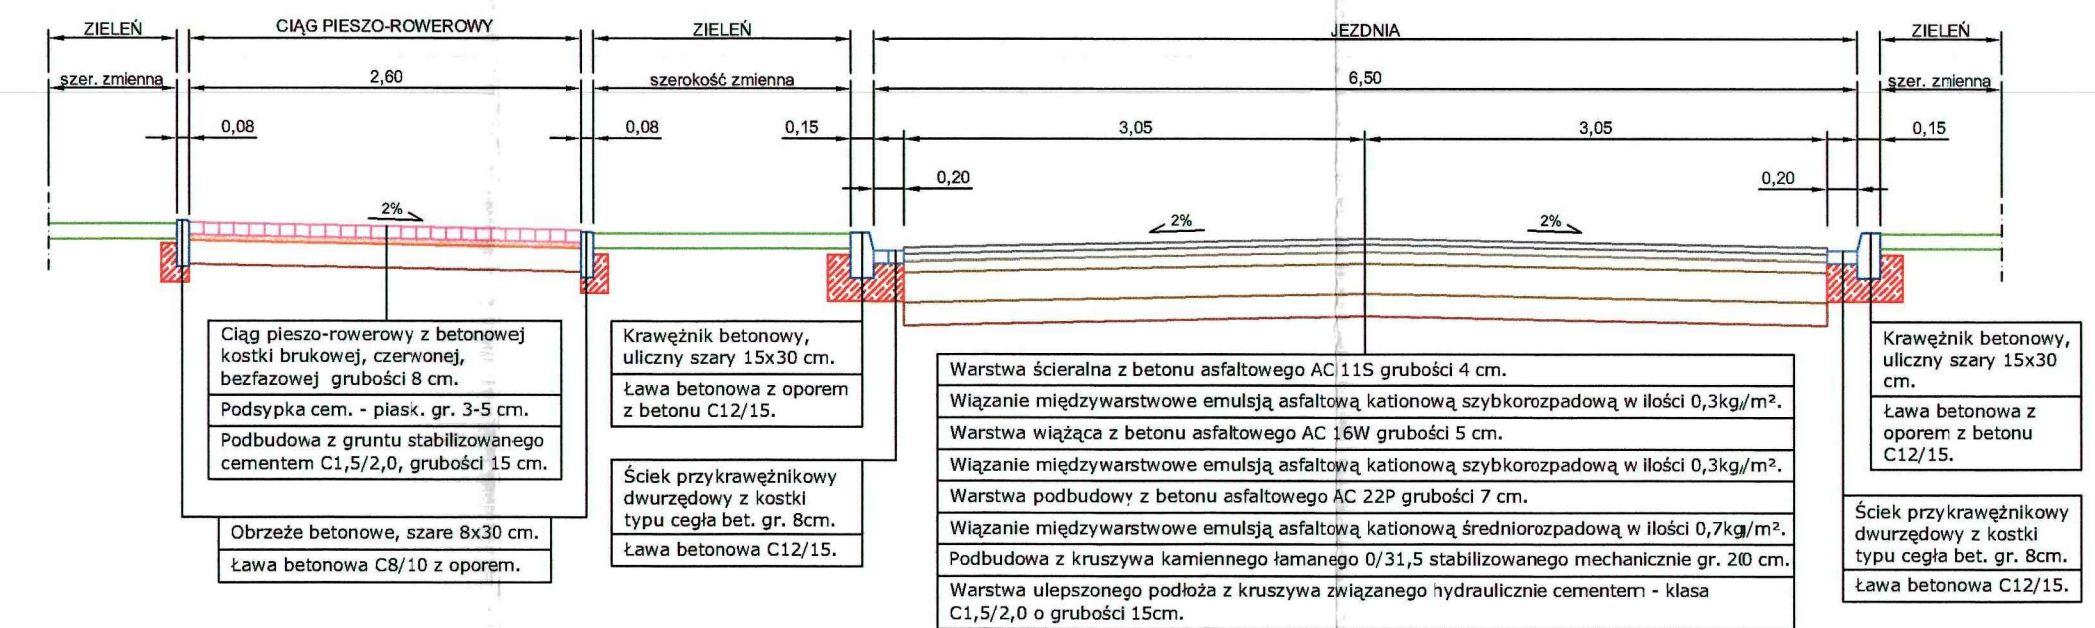 ZIELEŃ
CIĄG PIESZO-ROWEROWY
ZIELEŃ
JEZDNIA
ZIELEŃ
szer. zmienna
2,60
szerokość zmienna
6,50
szer. zmienna
0,08
0,08
0,15
3,05
3,05
0,15
0,20
0,20
2%
2%
2%
Ciąg pieszo-rowerowy z betonowej
kostki brukowej, czerwonej,
bezfazowej grubości 8 cm.
Podsypka cem. - piask. gr. 3-5 cm.
Podbudowa z gruntu stabilizowanego
cementem C1,5/2,0, grubości 15 cm.
Obrzeże betonowe, szare 8x30 cm.
Ława betonowa C8/10 z oporem.
Krawężnik betonowy,
uliczny szary 15x30 cm.
Ława betonowa z oporem
z betonu C12/15.
Ściek przykrawężnikowy
dwurzędowy z kostki
typu cegła bet. gr. 8cm.
Ława betonowa C12/15.
Warstwa ścieralna z betonu asfaltowego AC 11S grubości 4 cm.
Wiązanie międzywarstwowe emulsją asfaltową kationową szybkorozpadową w ilości 0,3kg/m².
Warstwa wiążąca z betonu asfaltowego AC 16W grubości 5 cm.
Wiązanie międzywarstwowe emulsją asfaltową kationową szybkorozpadową w ilości 0,3kg/m².
Warstwa podbudowy z betonu asfaltowego AC 22P grubości 7 cm.
Wiązanie międzywarstwowe emulsją asfaltową kationową średniorozpadową w ilości 0,7kg/m².
Podbudowa z kruszywa kamiennego łamanego 0/31,5 stabilizowanego mechanicznie gr. 20 cm.
Warstwa ulepszonego podłoża z kruszywa związanego hydraulicznie cementem - klasa
C1,5/2,0 o grubości 15cm.
Krawężnik betonowy,
uliczny szary 15x30
cm.
Ława betonowa z
oporem z betonu
C12/15.
Ściek przykrawężnikowy
dwurzędowy z kostki
typu cegła bet. gr. 8cm.
Ława betonowa C12/15.